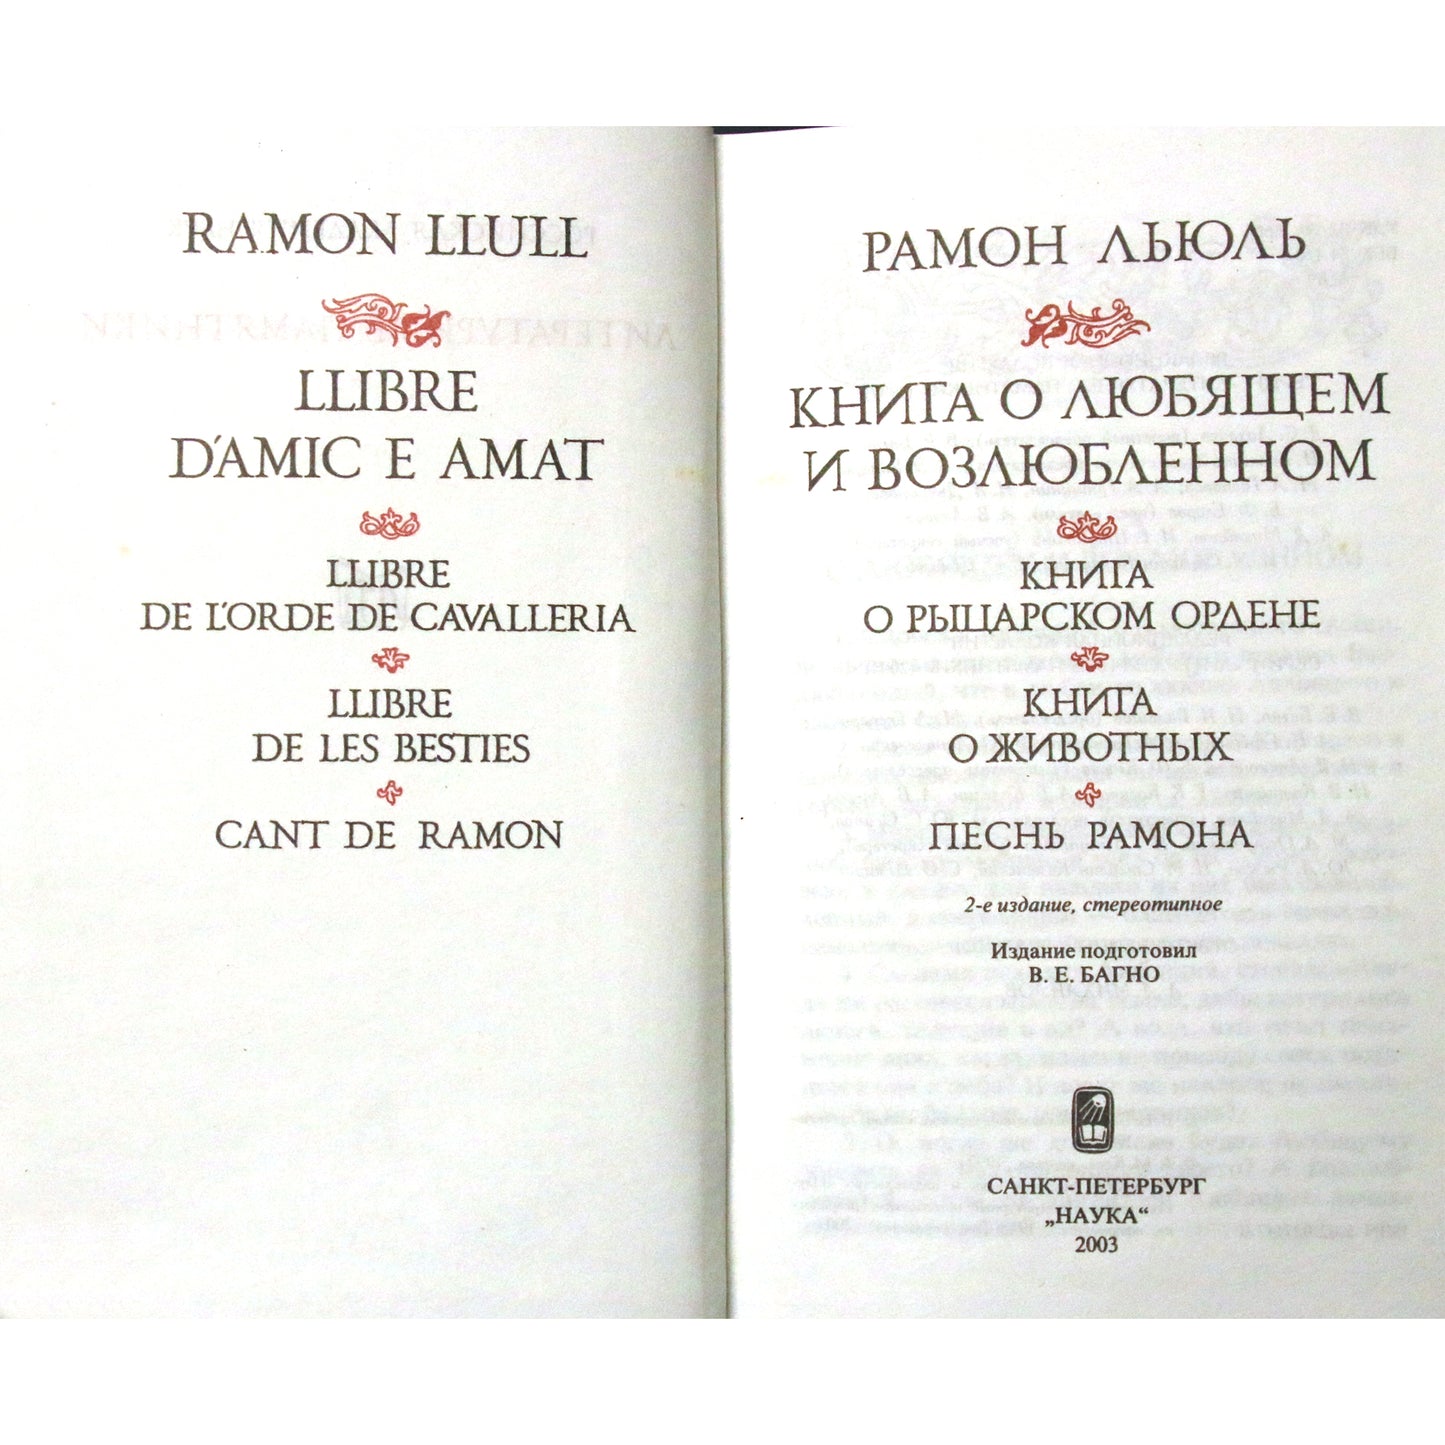 RAMON LLULL
LLIBRE
D'AMIC E AMAT
LLIBRE
DE L'ORDE DE CAVALLERIA
LLIBRE
DE LES BESTIES
CANT DE RAMON
РАМОН ЛЬЮЛЬ
КНИГА О ЛЮБЯЩЕМ
И ВОЗЛЮБЛЕННОМ
КНИГА
О РЫЦАРСКОМ ОРДЕНЕ
КНИГА
О ЖИВОТНЫХ
ПЕСНЬ РАМОНА
2-е издание, стереотипное
Издание подготовил
В. Е. БАГНО
САНКТ-ПЕТЕРБУРГ
„НАУКА“
2003